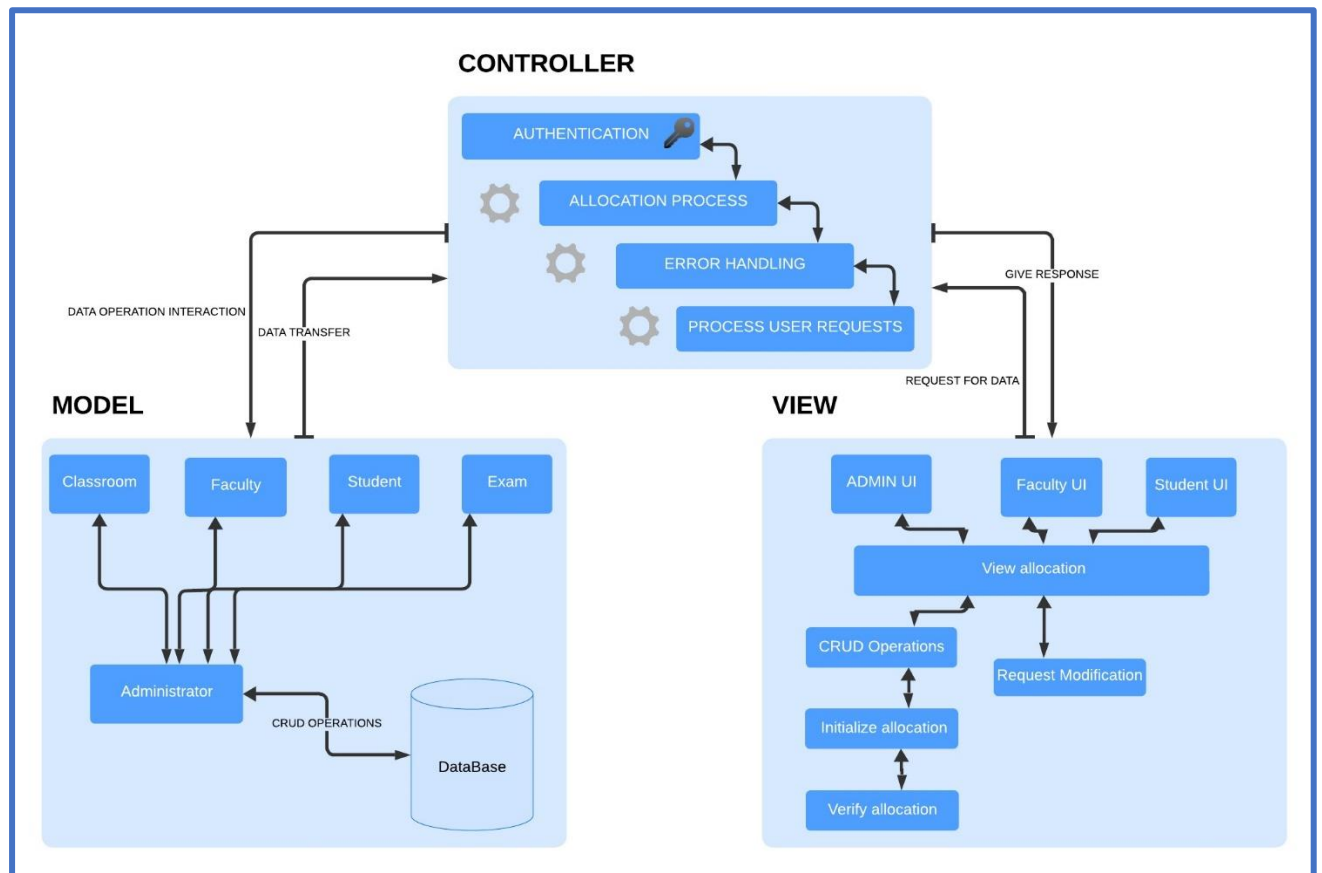 CONTROLLER
AUTHENTICATION
ALLOCATION PROCESS
ERROR HANDLING
PROCESS USER REQUESTS
DATA OPERATION INTERACTION
DATA TRANSFER
GIVE RESPONSE
REQUEST FOR DATA
MODEL
Classroom
Faculty
Student
Exam
Administrator
CRUD OPERATIONS
DataBase
VIEW
ADMIN UI
Faculty UI
Student UI
View allocation
CRUD Operations
Request Modification
Initialize allocation
Verify allocation